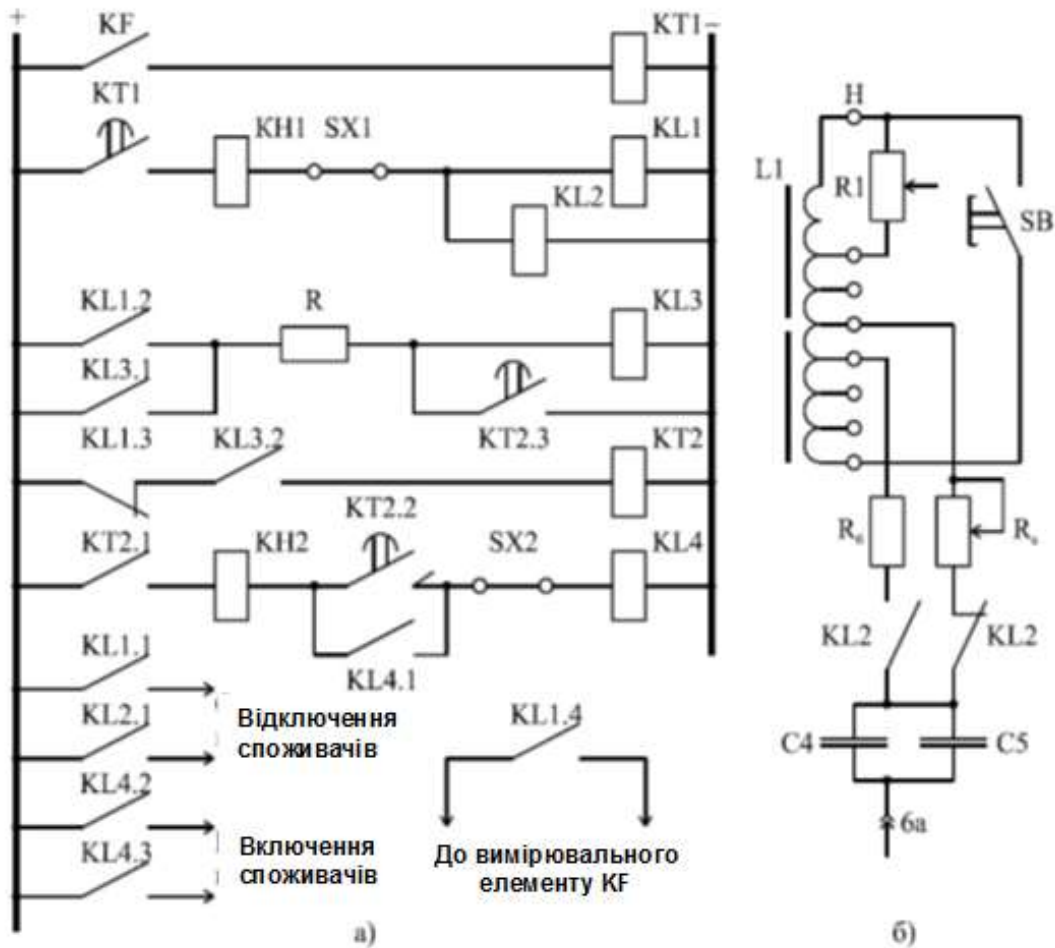 +
KF
KT1
–
KT1
KH1
SX1
KL1
KL2
KL1.2
R
KL3
KL3.1
KT2.3
KL1.3
KL3.2
KT2
KT2.2
KT2.1
KH2
SX2
KL4
KL4.1
KL1.1
KL2.1
Відключення
споживачів
KL4.2
KL4.3
Включення
споживачів
KL1.4
До вимірювального
елементу KF
а)
H
L1
R1
SB
R
R
KL2
KL2
C4
C5
6а
б)